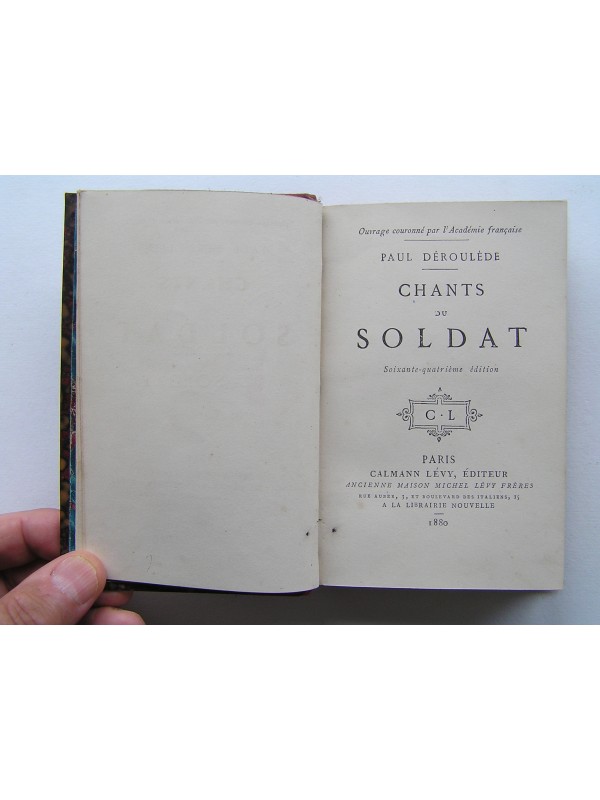 Ouvrage couronné par l'Académie française
PAUL DÉROULÈDE
CHANTS
DU
SOLDAT
Soixante-quatrième édition
C · L
PARIS
CALMANN LÉVY, ÉDITEUR
ANCIENNE MAISON MICHEL LÉVY FRÈRES
RUE AUBER, 3, ET BOULEVARD DES ITALIENS, 15
A LA LIBRAIRIE NOUVELLE
1880